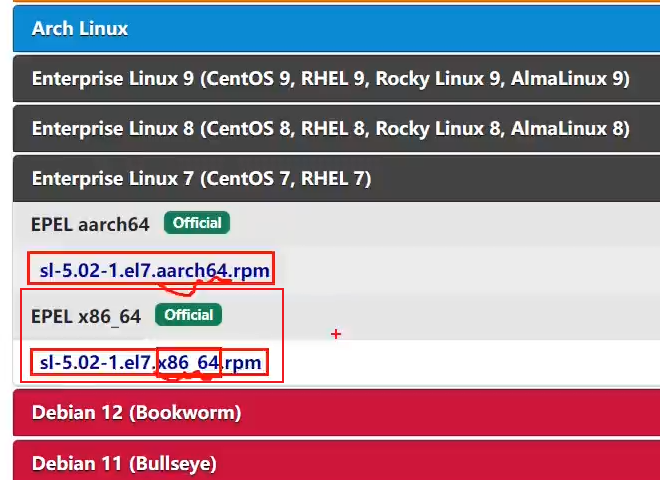 Arch Linux
Enterprise Linux 9 (CentOS 9, RHEL 9, Rocky Linux 9, AlmaLinux 9)
Enterprise Linux 8 (CentOS 8, RHEL 8, Rocky Linux 8, AlmaLinux 8)
Enterprise Linux 7 (CentOS 7, RHEL 7)
EPEL aarch64 Official
sl-5.02-1.el7.aarch64.rpm
EPEL x86_64 Official
sl-5.02-1.el7.x86_64.rpm
Debian 12 (Bookworm)
Debian 11 (Bullseye)